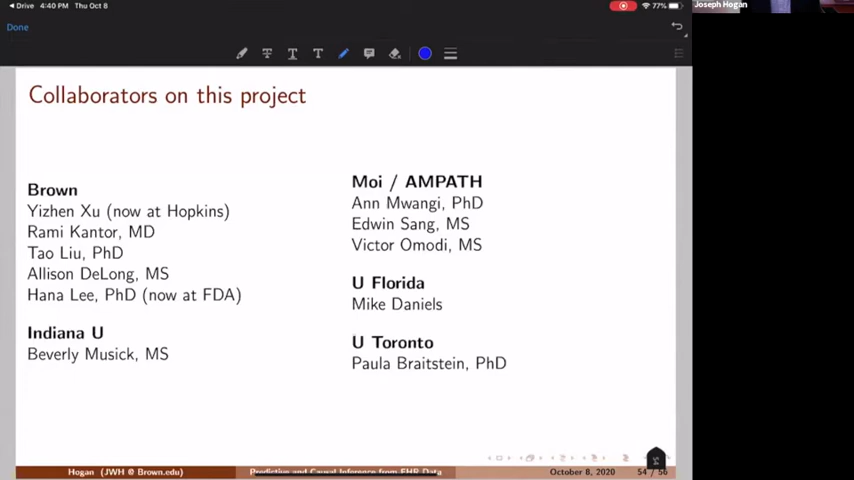 Drive 4:40 PM Thu Oct 8
77%
Joseph Hogan
Done
Collaborators on this project
Brown
Yizhen Xu (now at Hopkins)
Rami Kantor, MD
Tao Liu, PhD
Allison DeLong, MS
Hana Lee, PhD (now at FDA)
Indiana U
Beverly Musick, MS
Moi / AMPATH
Ann Mwangi, PhD
Edwin Sang, MS
Victor Omodi, MS
U Florida
Mike Daniels
U Toronto
Paula Braitstein, PhD
Hogan (JWH @ Brown.edu) Predictive and Causal Inference from EHR Data October 8, 2020 54 / 56